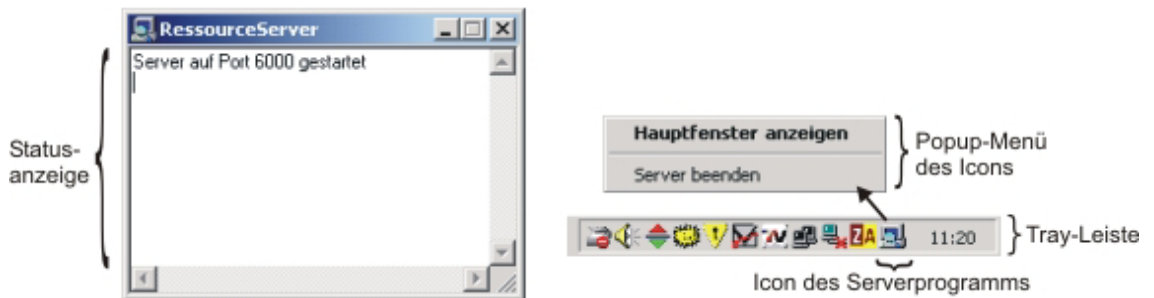 RessourceServer
Server auf Port 6000 gestartet
Status-
anzeige
Hauptfenster anzeigen
Server beenden
Popup-Menü
des Icons
ZA
11:20
Tray-Leiste
Icon des Serverprogramms